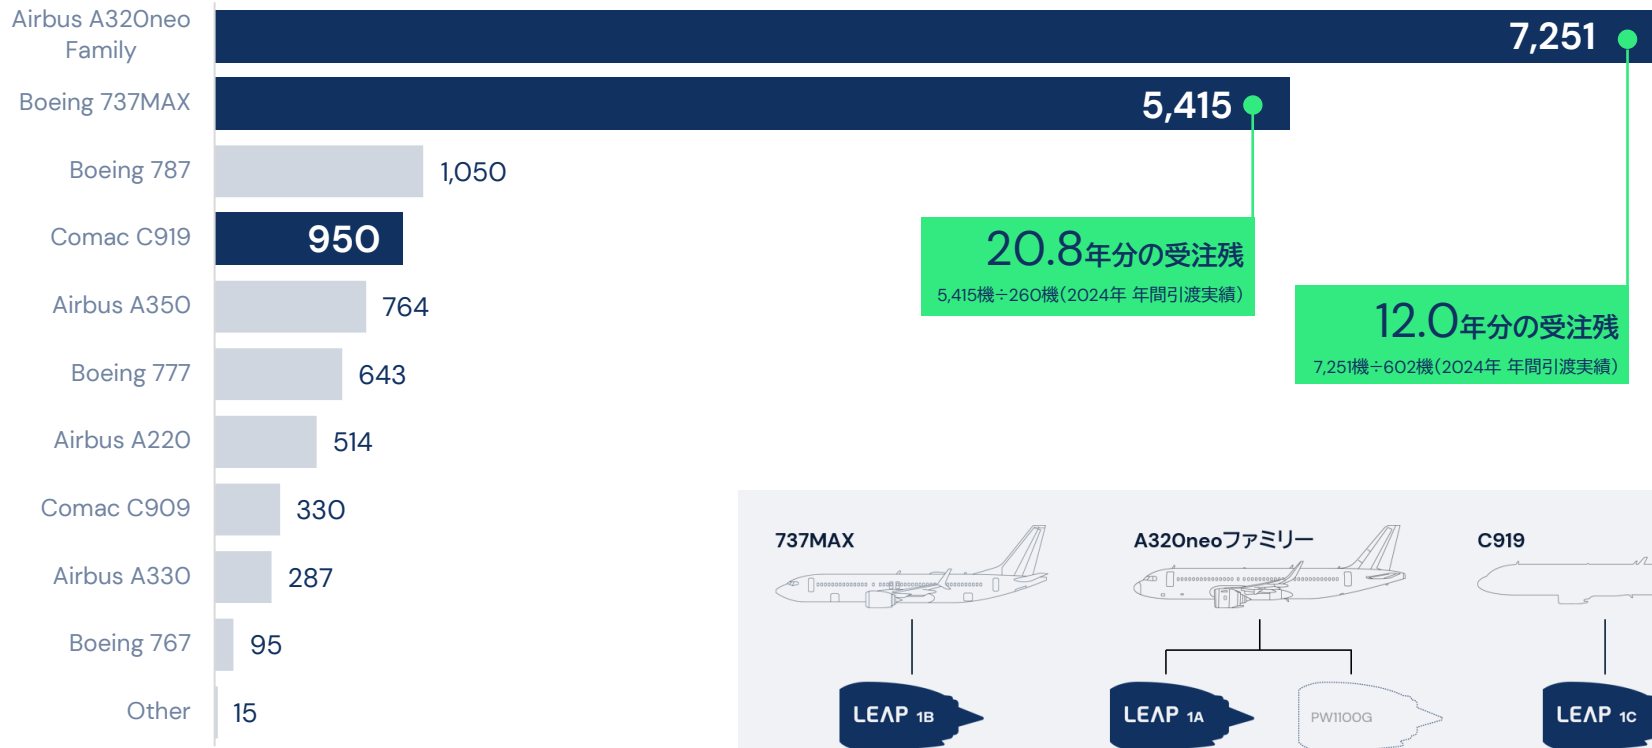 Airbus A320neo
Family
7,251
Boeing 737MAX
5,415
Boeing 787
1,050
Comac C919
950
Airbus A350
764
Boeing 777
643
Airbus A220
514
Comac C909
330
Airbus A330
287
Boeing 767
95
Other
15
20.8年分の受注残
5,415機÷260機(2024年 年間引渡実績)
12.0年分の受注残
7,251機÷602機(2024年 年間引渡実績)
737MAX
A320neoファミリー
C919
LEAP 1B
LEAP 1A
PW1100G
LEAP 1C